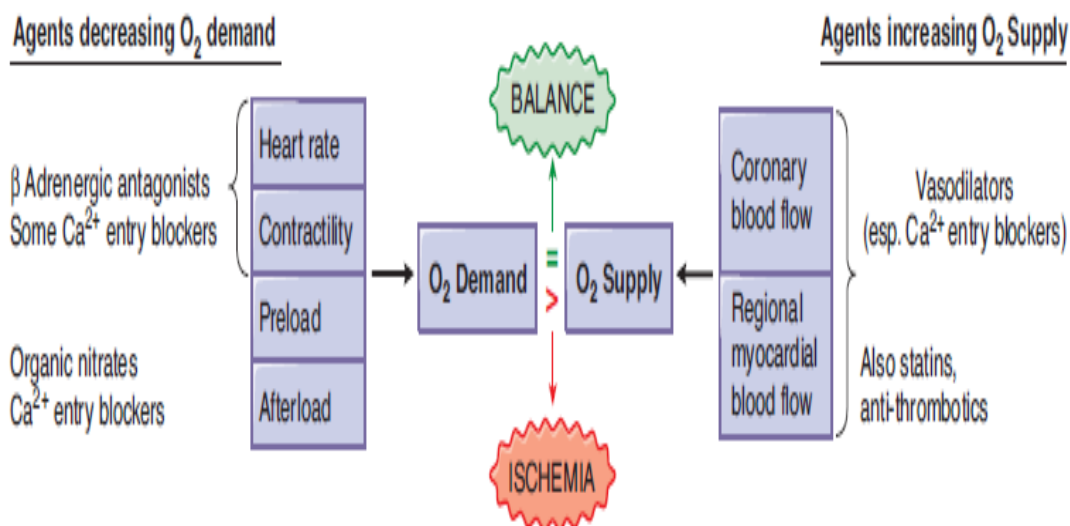 Agents decreasing O₂ demand
Agents increasing O₂ Supply
BALANCE
Heart rate
Contractility
Preload
Afterload
β Adrenergic antagonists
Some Ca²⁺ entry blockers
Organic nitrates
Ca²⁺ entry blockers
O₂ Demand
=
>
O₂ Supply
Coronary
blood flow
Regional
myocardial
blood flow
Vasodilators
(esp. Ca²⁺ entry blockers)
Also statins,
anti-thrombotics
ISCHEMIA